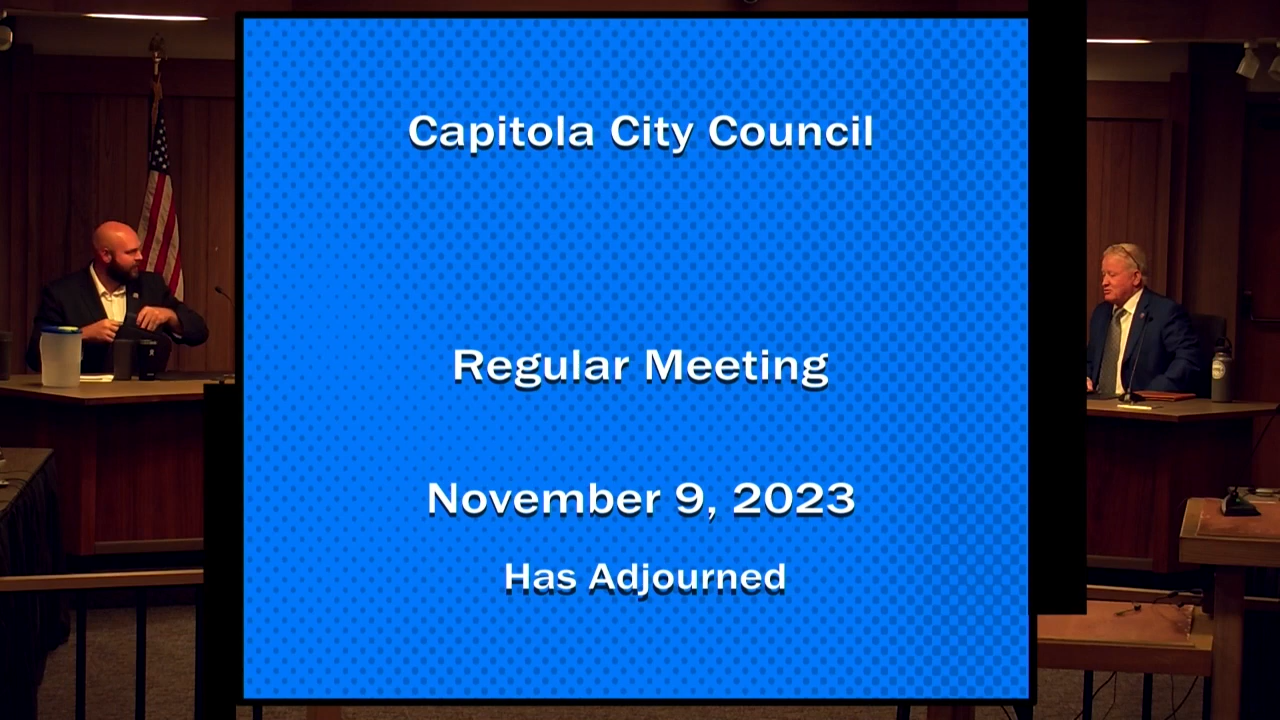 Capitola City Council
Regular Meeting
November 9, 2023
Has Adjourned